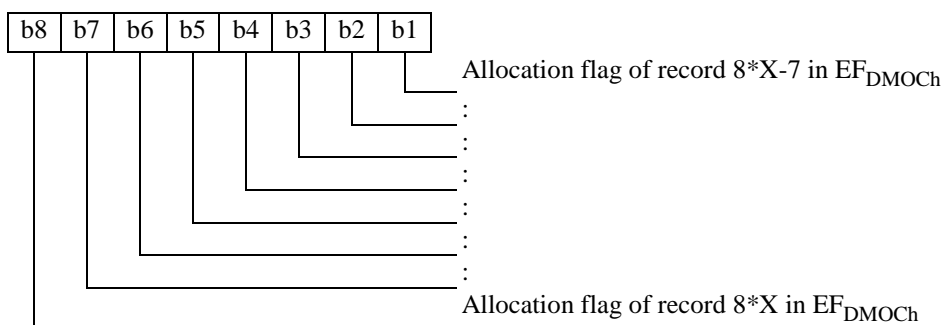 b8 b7 b6 b5 b4 b3 b2 b1
Allocation flag of record 8*X-7 in EFDMOCh
:
:
:
:
:
:
Allocation flag of record 8*X in EFDMOCh